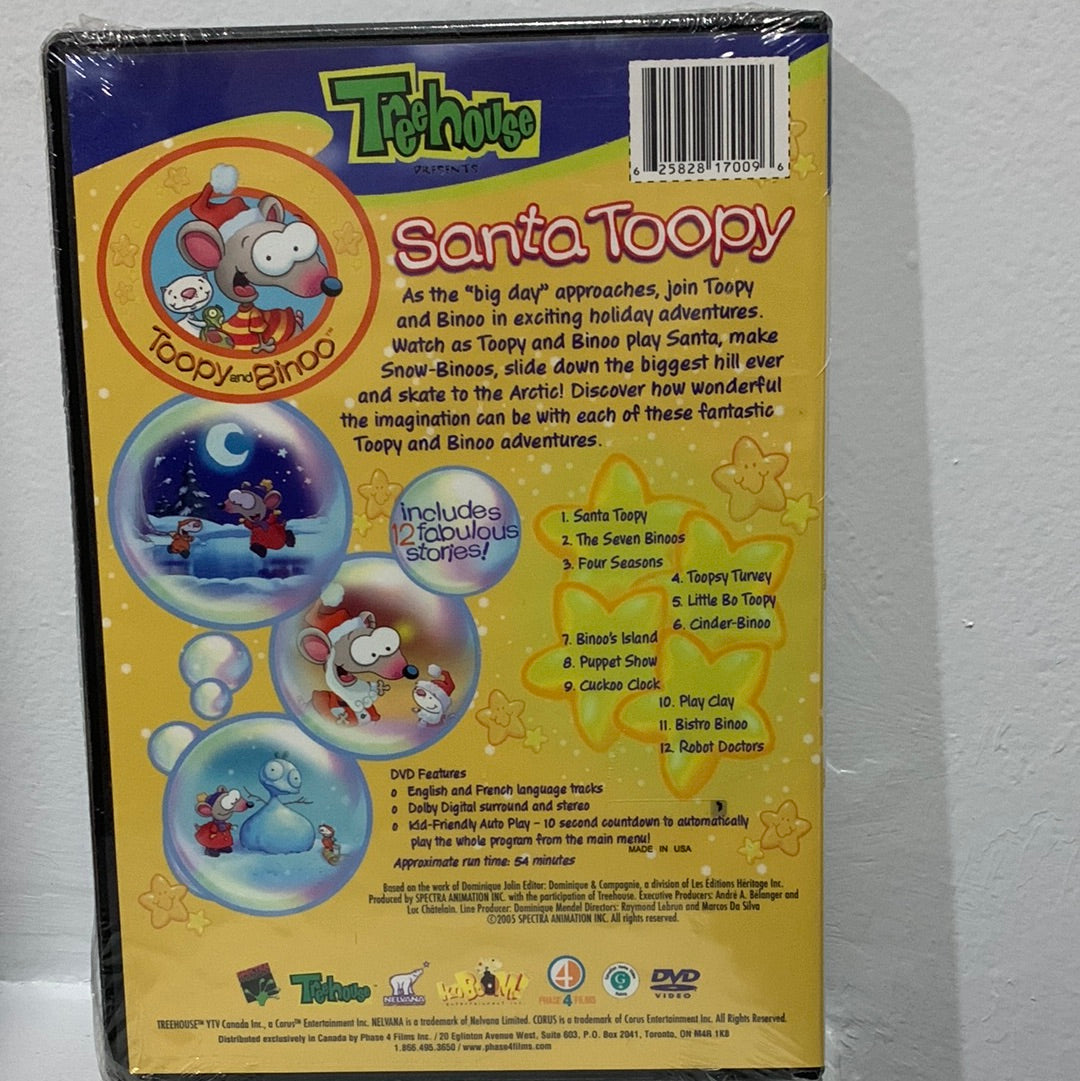 Treehouse
PRESENTS
6 25828 17009 6
Santa Toopy
As the "big day" approaches, join Toopy
and Binoo in exciting holiday adventures.
Watch as Toopy and Binoo play Santa, make
Snow-Binoos, slide down the biggest hill ever
and skate to the Arctic! Discover how wonderful
the imagination can be with each of these fantastic
Toopy and Binoo adventures.
Toopy and Binoo™
includes
12 fabulous
stories!
1. Santa Toopy
2. The Seven Binoos
3. Four Seasons
4. Toopsy Turvey
5. Little Bo Toopy
6. Cinder-Binoo
7. Binoo's Island
8. Puppet Show
9. Cuckoo Clock
10. Play Clay
11. Bistro Binoo
12. Robot Doctors
DVD Features
o English and French language tracks
o Dolby Digital surround and stereo
o Kid-Friendly Auto Play - 10 second countdown to automatically
play the whole program from the main menu!
MADE IN USA
Approximate run time: 54 minutes
Based on the work of Dominique Jolin Editor: Dominique & Compagnie, a division of Les Editions Héritage Inc.
Produced by SPECTRA ANIMATION INC. with the participation of Treehouse. Executive Producers: André A. Bélanger and
Luc Châtelain. Line Producer: Dominique Mendel Directors: Raymond Lebrun and Marcos Da Silva
©2005 SPECTRA ANIMATION INC. All rights reserved.
Treehouse
NELVANA
KaBOOM!
ENTERTAINMENT INC.
4
PHASE 4 FILMS
G
DVD
VIDEO
TREEHOUSE™ YTV Canada Inc., a Corus™ Entertainment Inc. NELVANA is a trademark of Nelvana Limited. CORUS is a trademark of Corus Entertainment Inc. All Rights Reserved.
Distributed exclusively in Canada by Phase 4 Films Inc. / 20 Eglinton Avenue West, Suite 603, P.O. Box 2041, Toronto, ON M4R 1K8
1.866.495.3650 / www.phase4films.com